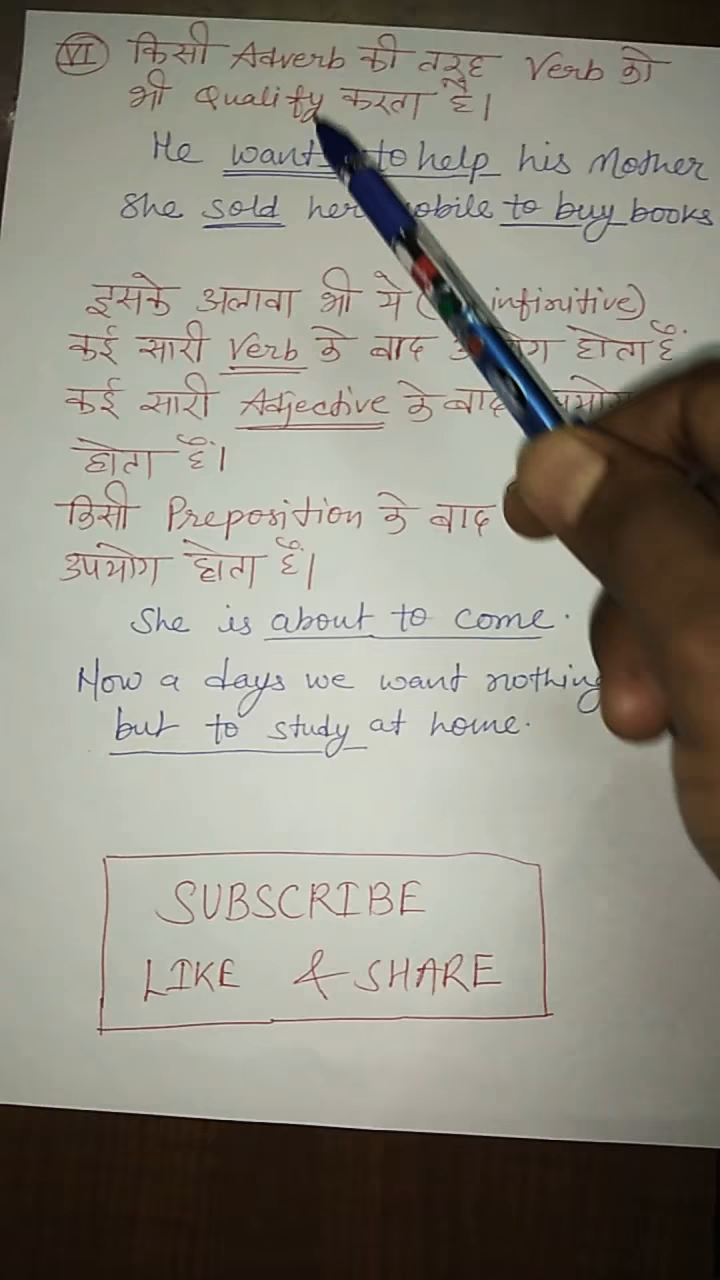 VI किसी Adverb की तरह Verb को
भी Qualify करता है।
He want to help his Mother
She sold her to buy books
इसके अलावा भी ये ( infinitive)
कई सारी Verb के बाद होता है
कई सारी Adjective के बाद
होता हैं।
किसी Preposition के बाद
उपयोग होता हैं।
She is about to come.
Now a days we want nothing
but to study at home.
SUBSCRIBE
LIKE & SHARE